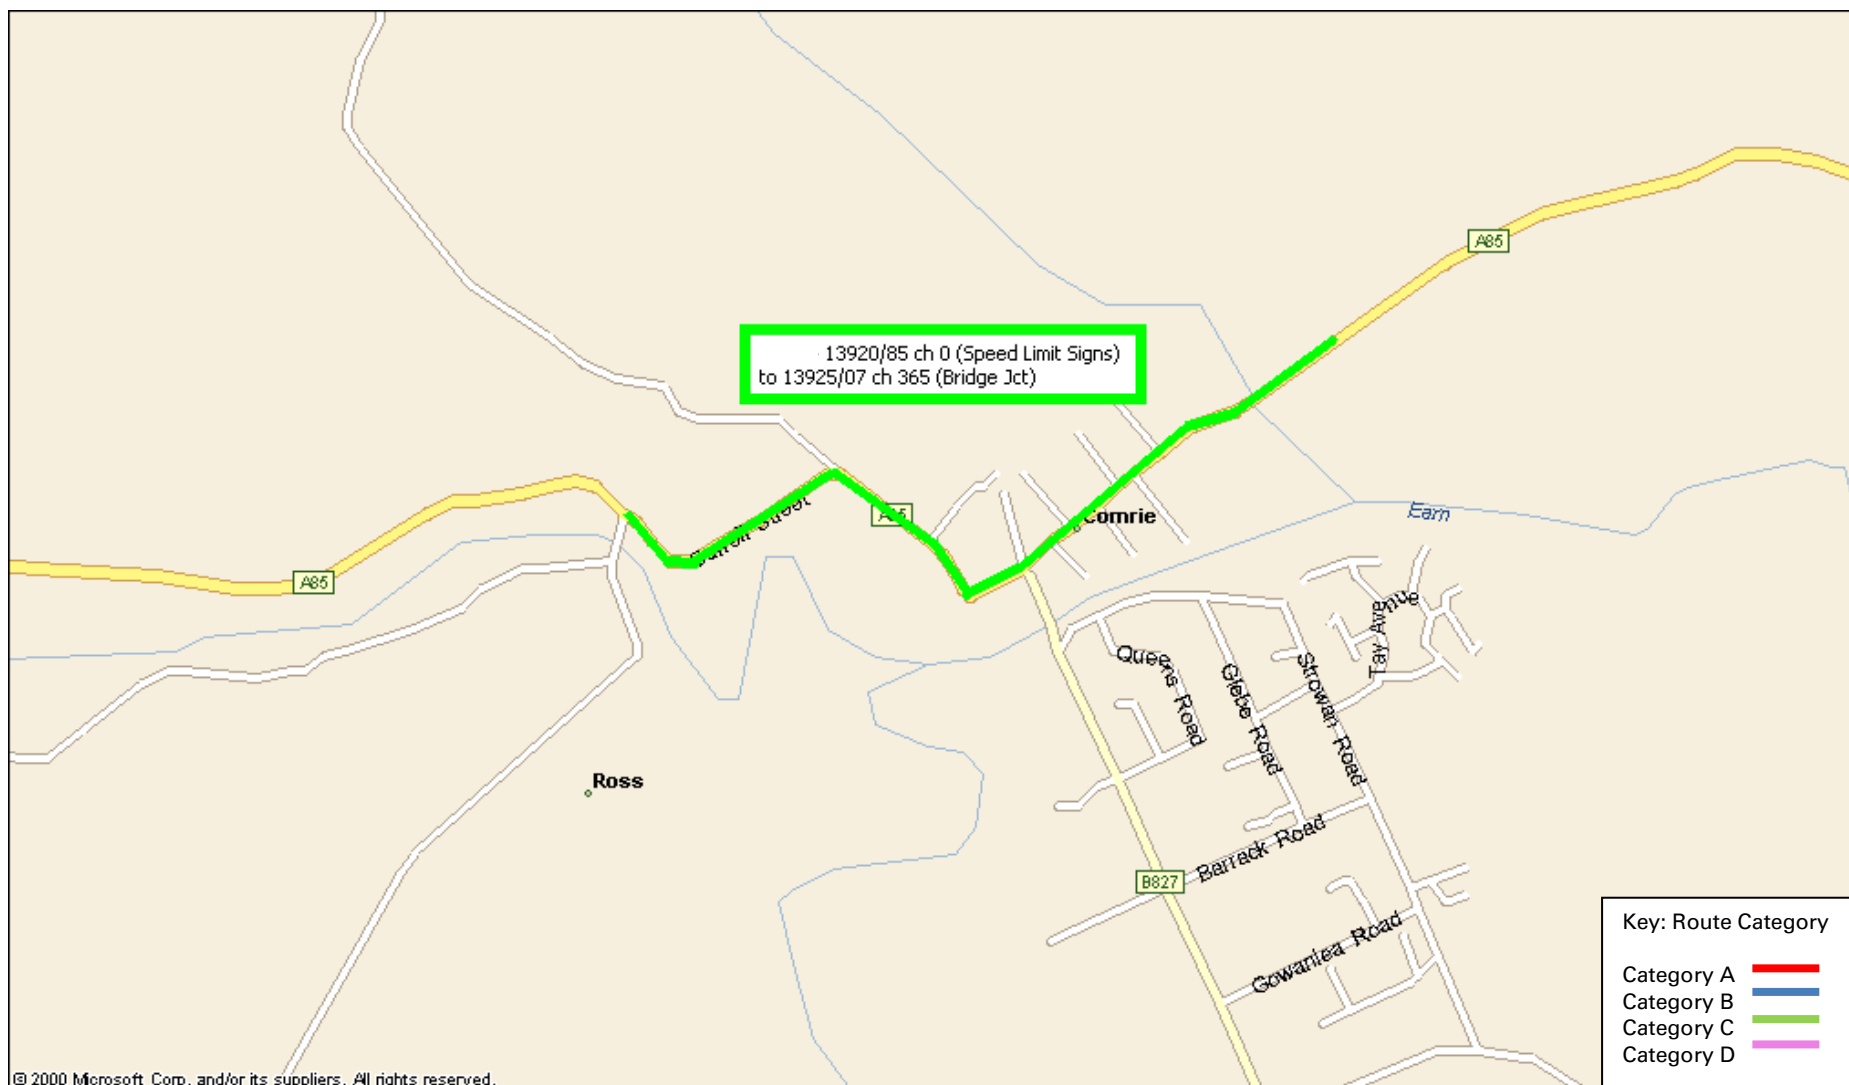 A85
13920/85 ch 0 (Speed Limit Signs)
to 13925/07 ch 365 (Bridge Jct)
Street
Comrie
Earn
A85
Tay Avenue
Queens Road
Glebe Road
Strowan Road
Ross
Barrack Road
B827
Gowanlea Road
Key: Route Category
Category A
Category B
Category C
Category D
© 2000 Microsoft Corp. and/or its suppliers. All rights reserved.